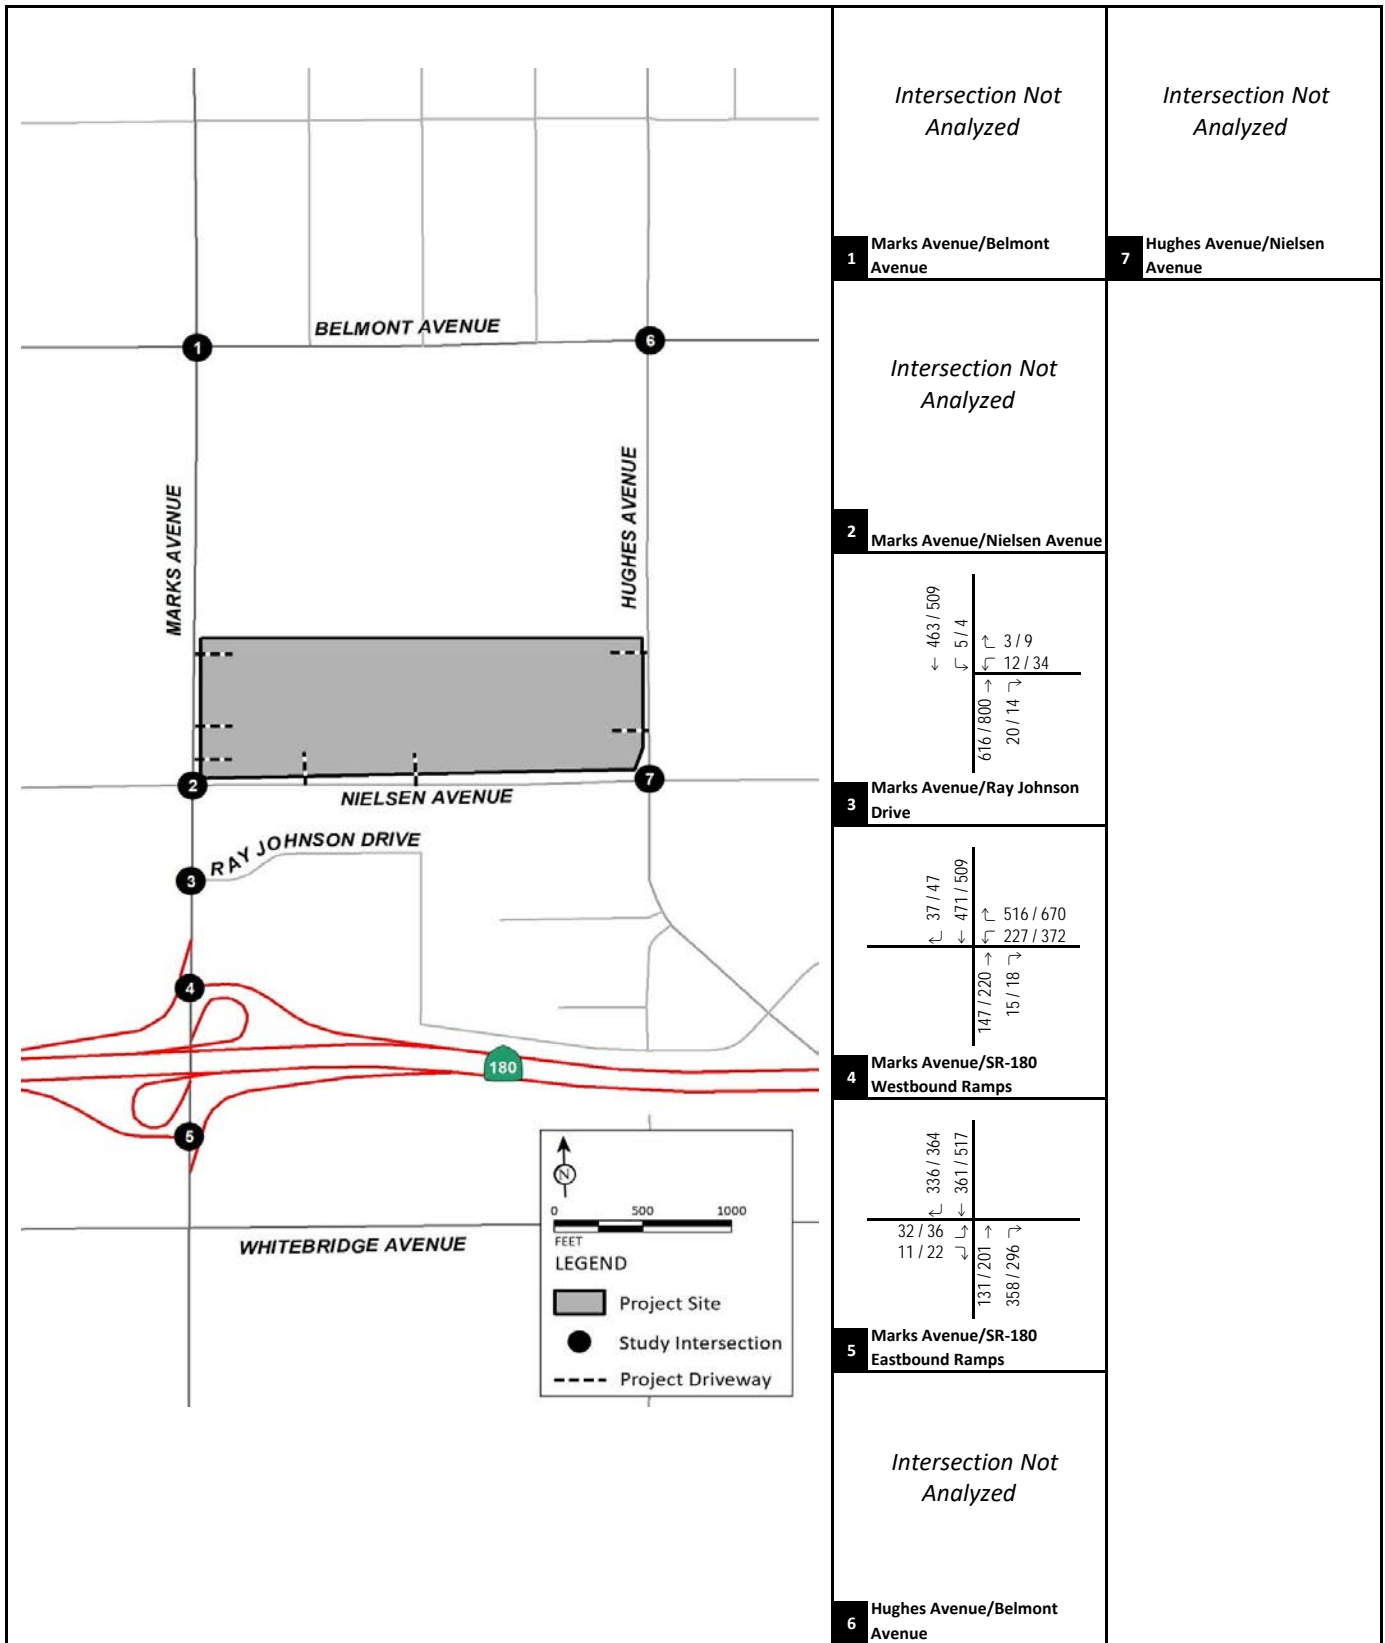 BELMONT AVENUE
1
6
MARKS AVENUE
HUGHES AVENUE
2
7
NIELSEN AVENUE
RAY JOHNSON DRIVE
3
4
180
5
WHITEBRIDGE AVENUE
N
0 500 1000
FEET
LEGEND
Project Site
Study Intersection
Project Driveway
Intersection Not
Analyzed
1 Marks Avenue/Belmont
Avenue
Intersection Not
Analyzed
7 Hughes Avenue/Nielsen
Avenue
Intersection Not
Analyzed
2 Marks Avenue/Nielsen Avenue
463 / 509
5 / 4
3 / 9
12 / 34
616 / 800
20 / 14
3 Marks Avenue/Ray Johnson
Drive
37 / 47
471 / 509
516 / 670
227 / 372
147 / 220
15 / 18
4 Marks Avenue/SR-180
Westbound Ramps
336 / 364
361 / 517
32 / 36
11 / 22
131 / 201
358 / 296
5 Marks Avenue/SR-180
Eastbound Ramps
Intersection Not
Analyzed
6 Hughes Avenue/Belmont
Avenue